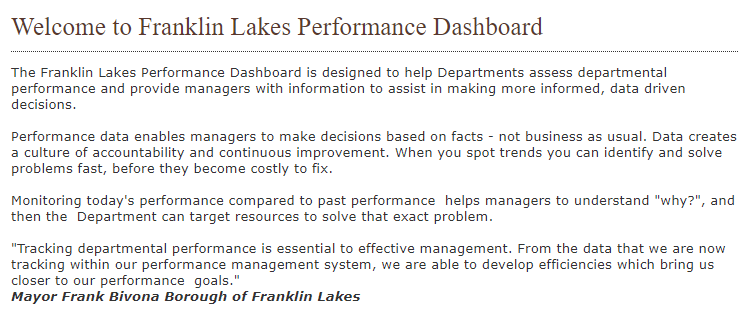 Welcome to Franklin Lakes Performance Dashboard
The Franklin Lakes Performance Dashboard is designed to help Departments assess departmental
performance and provide managers with information to assist in making more informed, data driven
decisions.
Performance data enables managers to make decisions based on facts - not business as usual. Data creates
a culture of accountability and continuous improvement. When you spot trends you can identify and solve
problems fast, before they become costly to fix.
Monitoring today's performance compared to past performance  helps managers to understand "why?", and
then the  Department can target resources to solve that exact problem.
"Tracking departmental performance is essential to effective management. From the data that we are now
tracking within our performance management system, we are able to develop efficiencies which bring us
closer to our performance  goals."
Mayor Frank Bivona Borough of Franklin Lakes